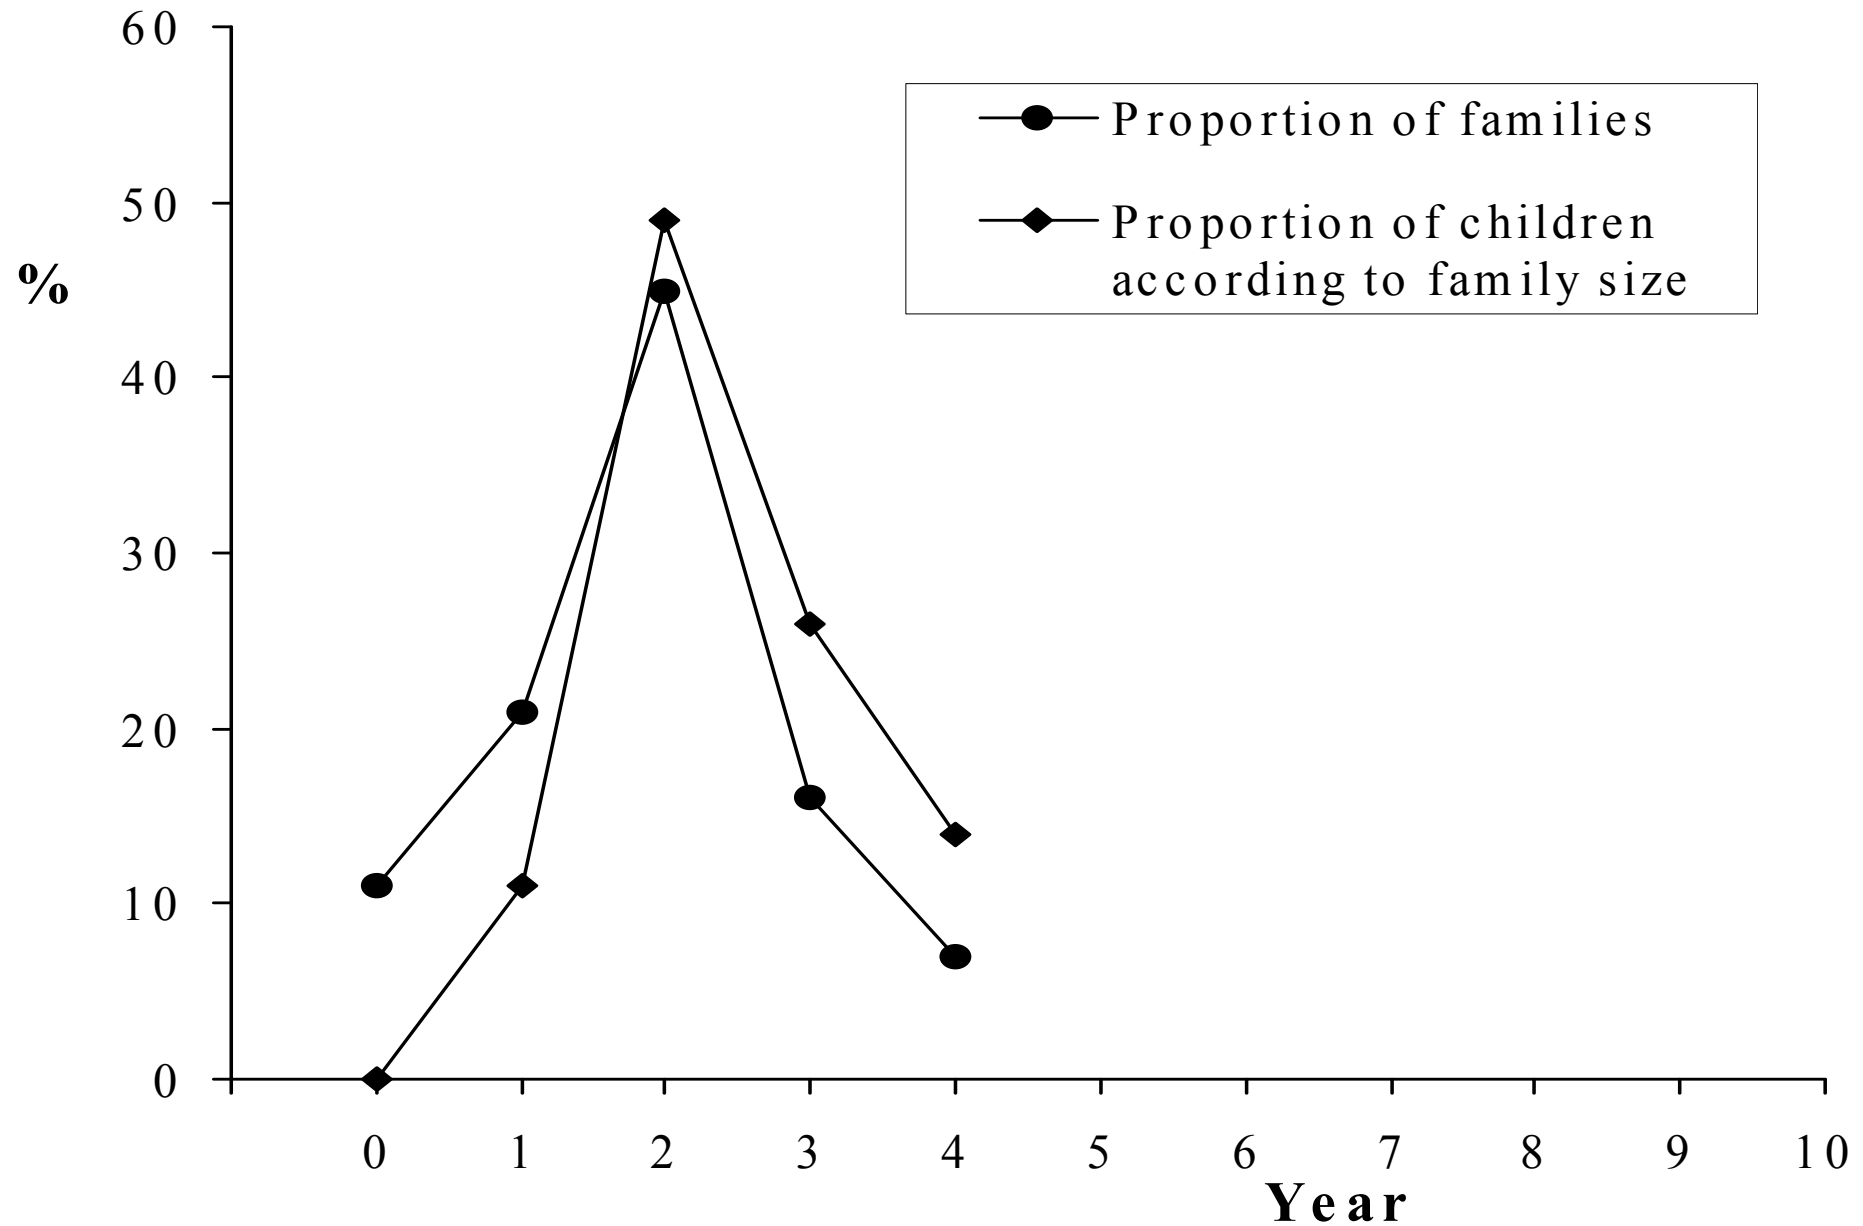 60
50
40
30
20
10
0
%
Proportion of families
Proportion of children
according to family size
0 1 2 3 4 5 6 7 8 9 10
Year